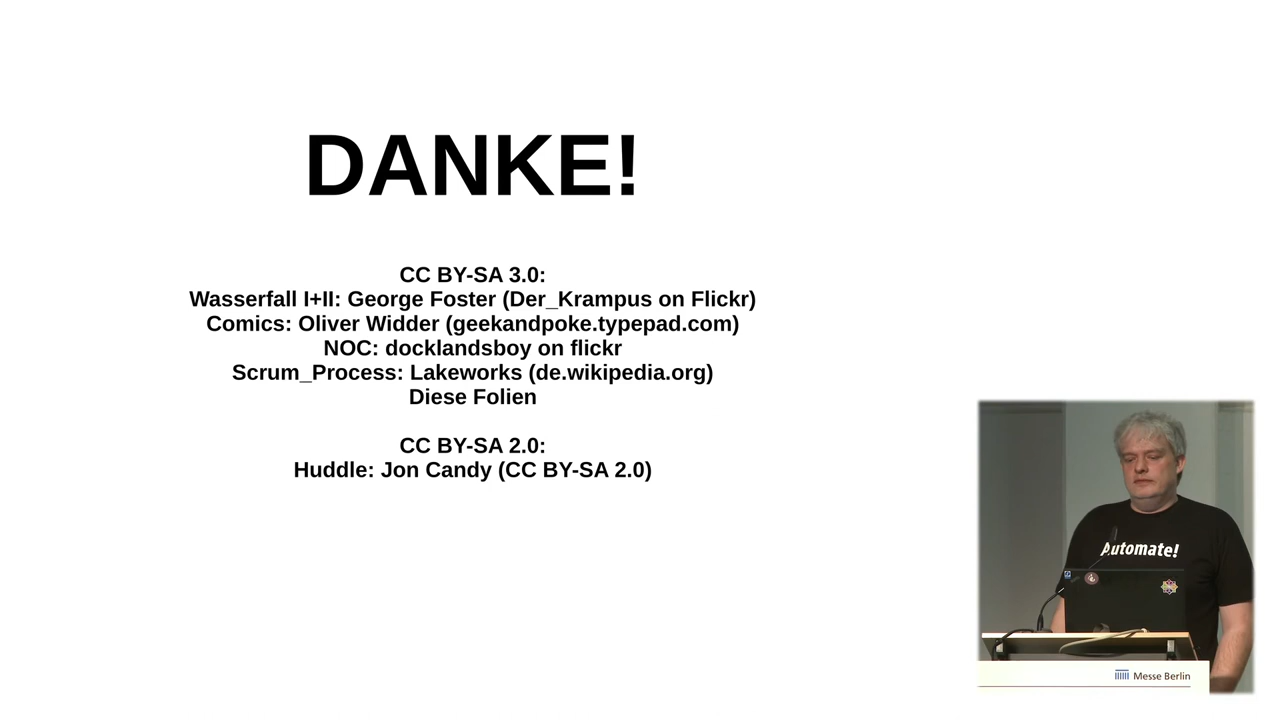 DANKE!
CC BY-SA 3.0:
Wasserfall I+II: George Foster (Der_Krampus on Flickr)
Comics: Oliver Widder (geekandpoke.typepad.com)
NOC: docklandsboy on flickr
Scrum_Process: Lakeworks (de.wikipedia.org)
Diese Folien
CC BY-SA 2.0:
Huddle: Jon Candy (CC BY-SA 2.0)
Automate!
Messe Berlin